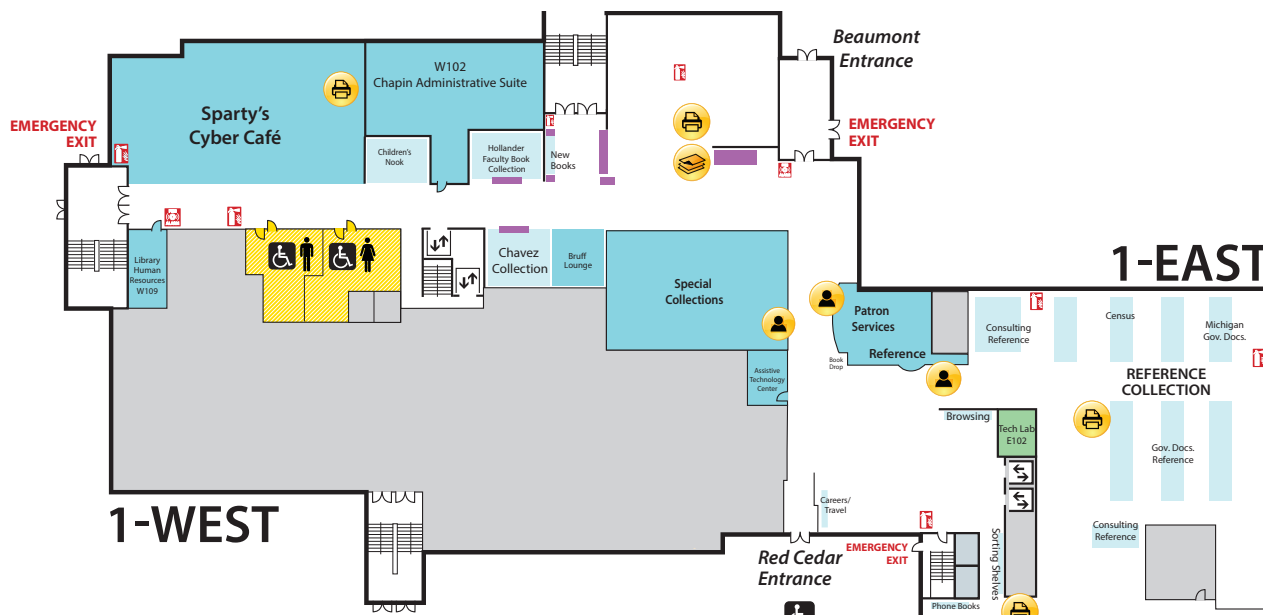 Beaumont
Entrance
W102
Chapin Administrative Suite
Sparty's
Cyber Café
EMERGENCY
EXIT
EMERGENCY
EXIT
Children's
Nook
Hollander
Faculty Book
Collection
New
Books
Library
Human
Resources
W109
Chavez
Collection
Bruff
Lounge
Special
Collections
1-EAST
Patron
Services
Reference
Book
Drop
Consulting
Reference
Census
Michigan
Gov. Docs.
REFERENCE
COLLECTION
Assistive
Technology
Center
Browsing
Tech Lab
E102
Gov. Docs.
Reference
Careers/
Travel
1-WEST
Consulting
Reference
Red Cedar
Entrance
EMERGENCY
EXIT
Sorting Shelves
Phone Books